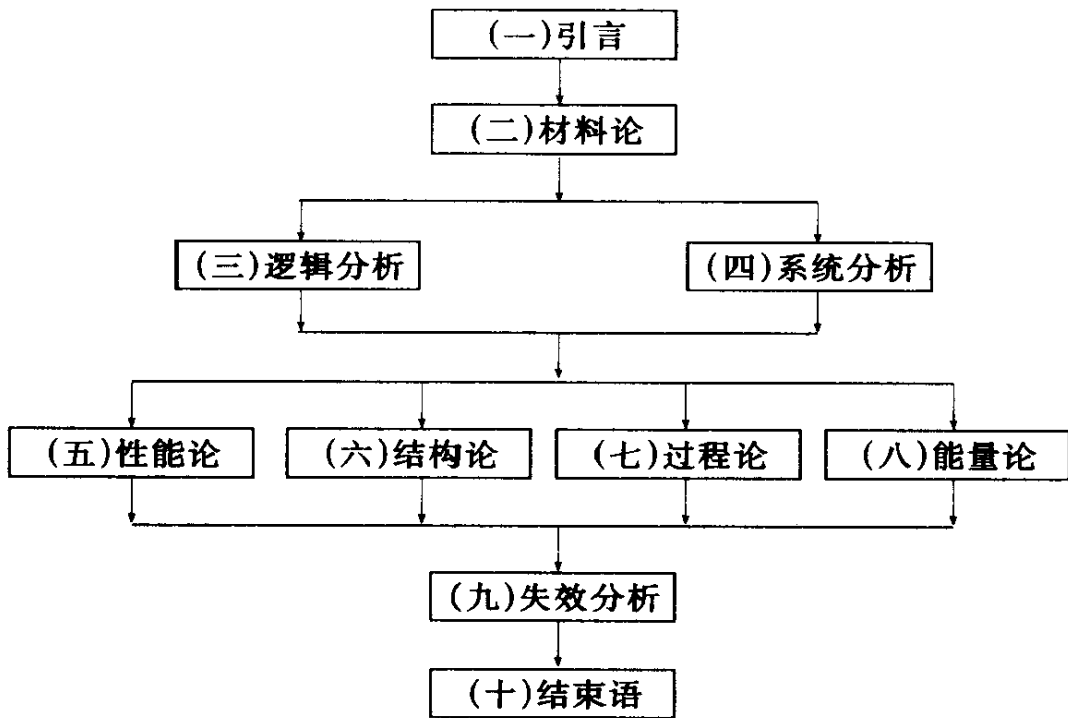 (一)引言
(二)材料论
(三)逻辑分析
(四)系统分析
(五)性能论
(六)结构论
(七)过程论
(八)能量论
(九)失效分析
(十)结束语